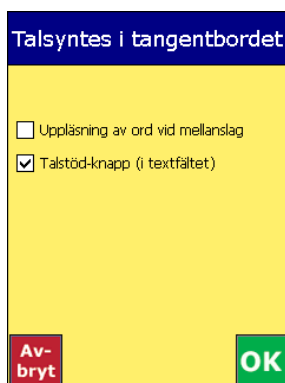 Talsyntes i tangentbordet
Uppläsning av ord vid mellanslag
Talstöd-knapp (i textfältet)
Av-
bryt
OK